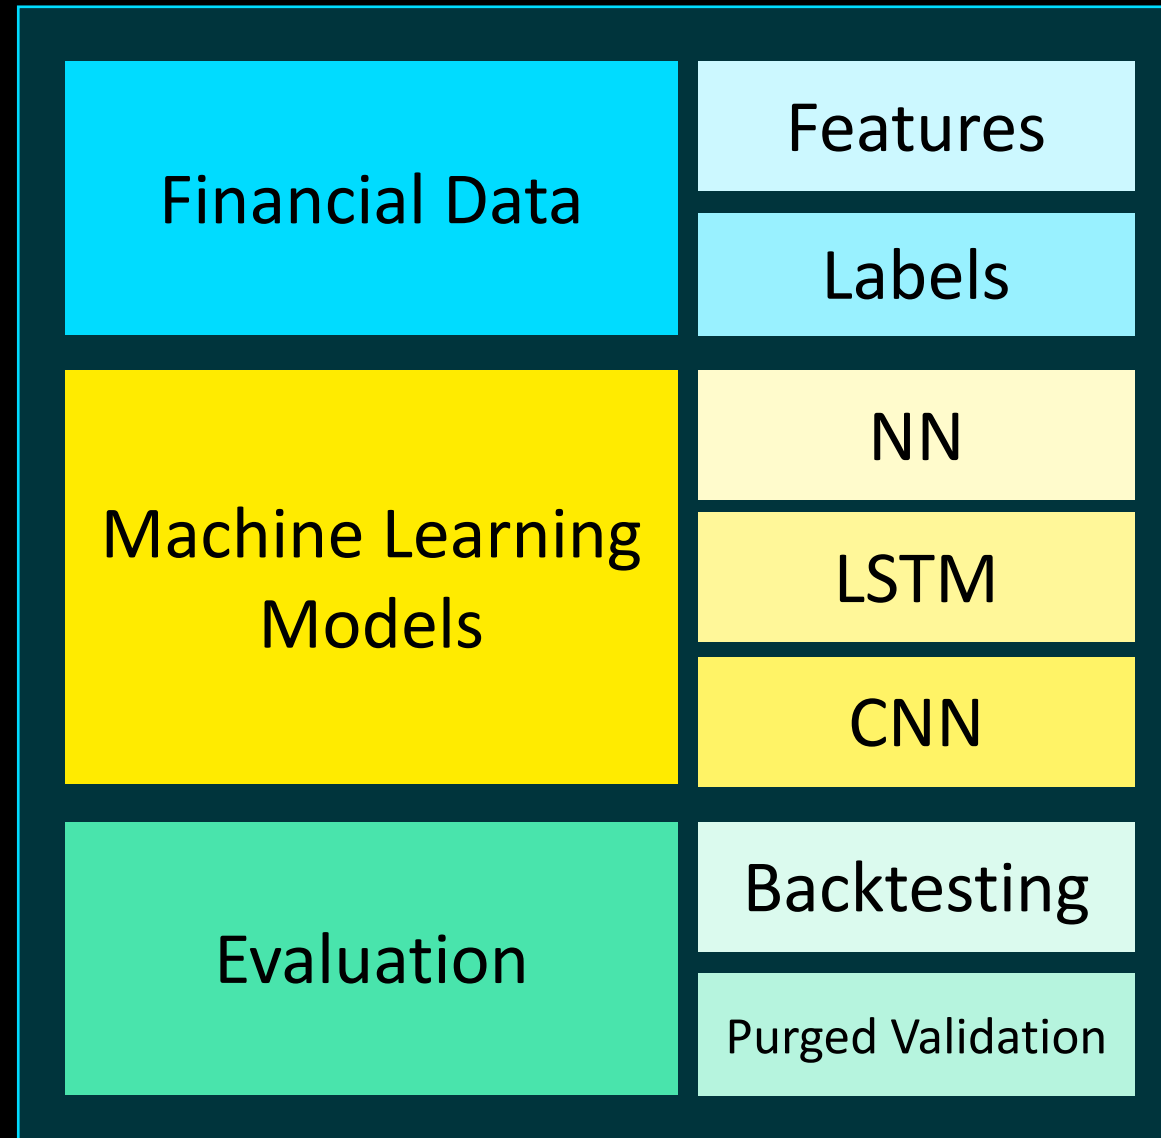 Financial Data
Features
Labels
Machine Learning
Models
NN
LSTM
CNN
Evaluation
Backtesting
Purged Validation